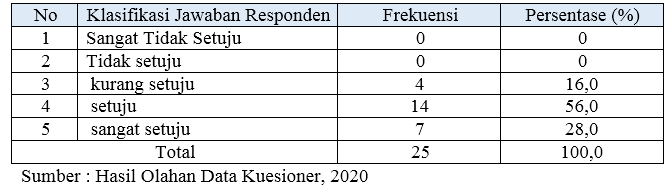 No Klasifikasi Jawaban Responden Frekuensi Persentase (%)
1 Sangat Tidak Setuju 0 0
2 Tidak setuju 0 0
3 kurang setuju 4 16,0
4 setuju 14 56,0
5 sangat setuju 7 28,0
Total 25 100,0
Sumber : Hasil Olahan Data Kuesioner, 2020